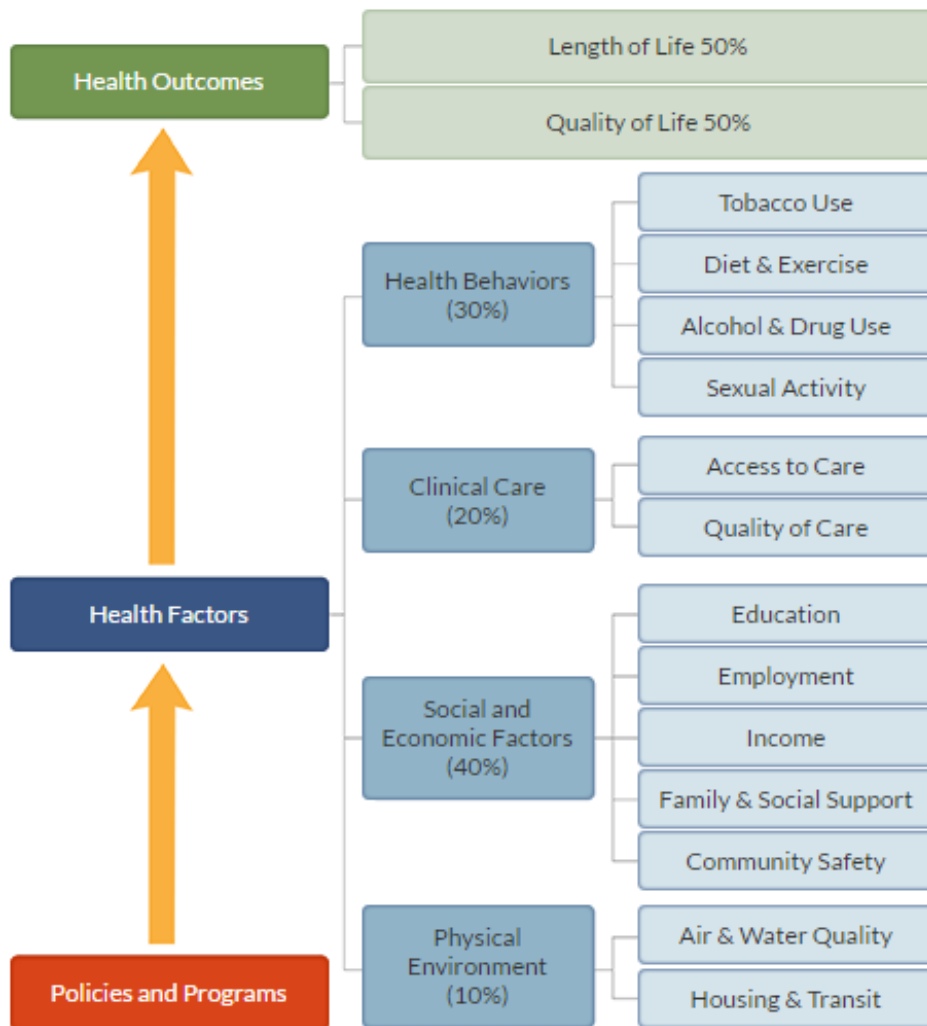 Health Outcomes
Length of Life 50%
Quality of Life 50%
Health Factors
Health Behaviors
(30%)
Tobacco Use
Diet & Exercise
Alcohol & Drug Use
Sexual Activity
Clinical Care
(20%)
Access to Care
Quality of Care
Social and
Economic Factors
(40%)
Education
Employment
Income
Family & Social Support
Community Safety
Physical
Environment
(10%)
Air & Water Quality
Housing & Transit
Policies and Programs